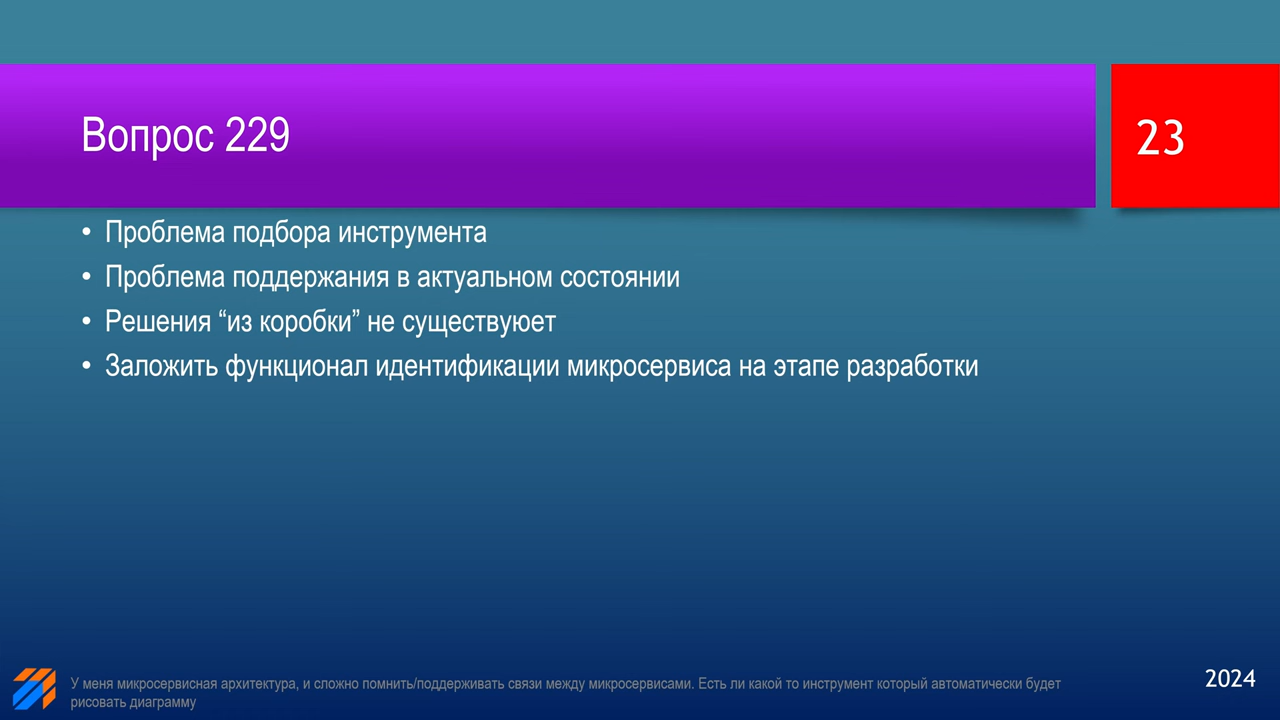 Вопрос 229
23
• Проблема подбора инструмента
• Проблема поддержания в актуальном состоянии
• Решения “из коробки” не существуюет
• Заложить функционал идентификации микросервиса на этапе разработки
У меня микросервисная архитектура, и сложно помнить/поддерживать связи между микросервисами. Есть ли какой то инструмент который автоматически будет
рисовать диаграмму
2024